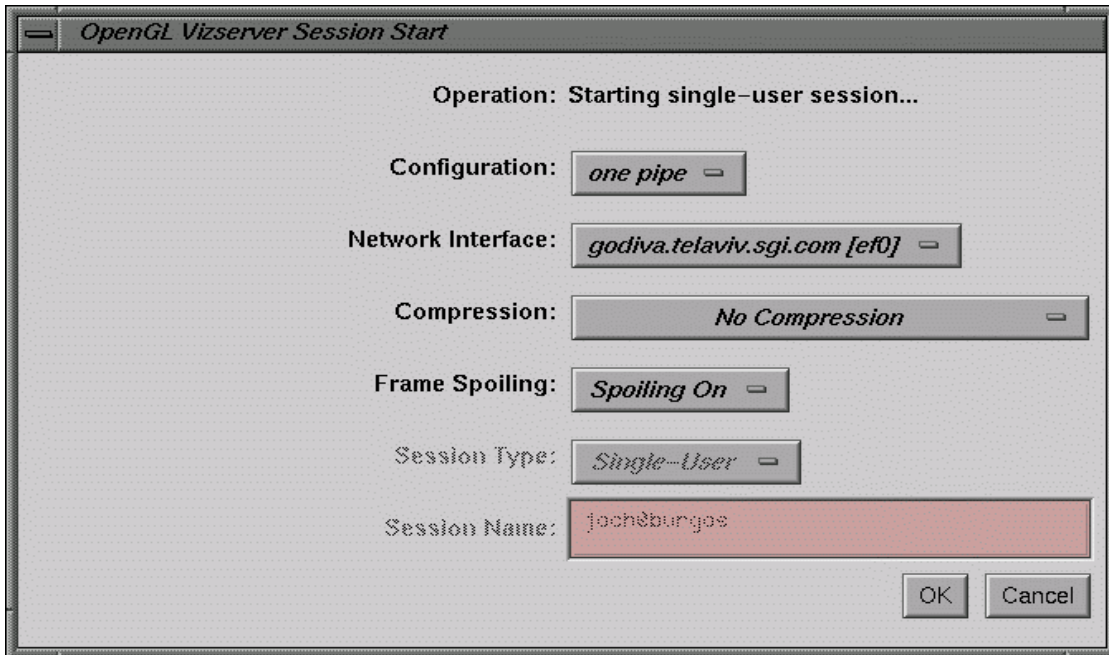 OpenGL Vizserver Session Start
Operation: Starting single-user session...
Configuration: one pipe
Network Interface: godiva.telaviv.sgi.com [ef0]
Compression: No Compression
Frame Spoiling: Spoiling On
Session Type: Single-User
Session Name: joch@burgos
OK Cancel